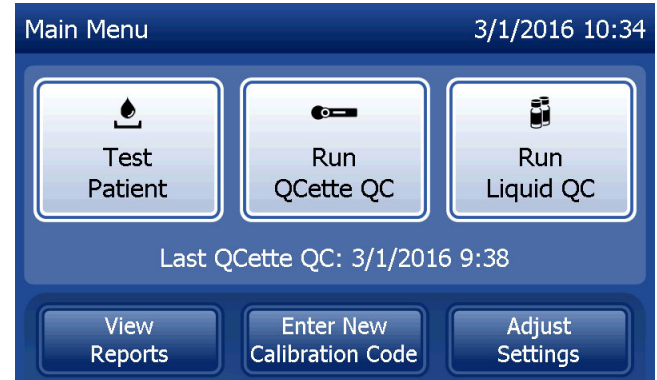 Main Menu 3/1/2016 10:34
Test
Patient
Run
QCette QC
Run
Liquid QC
Last QCette QC: 3/1/2016 9:38
View
Reports
Enter New
Calibration Code
Adjust
Settings